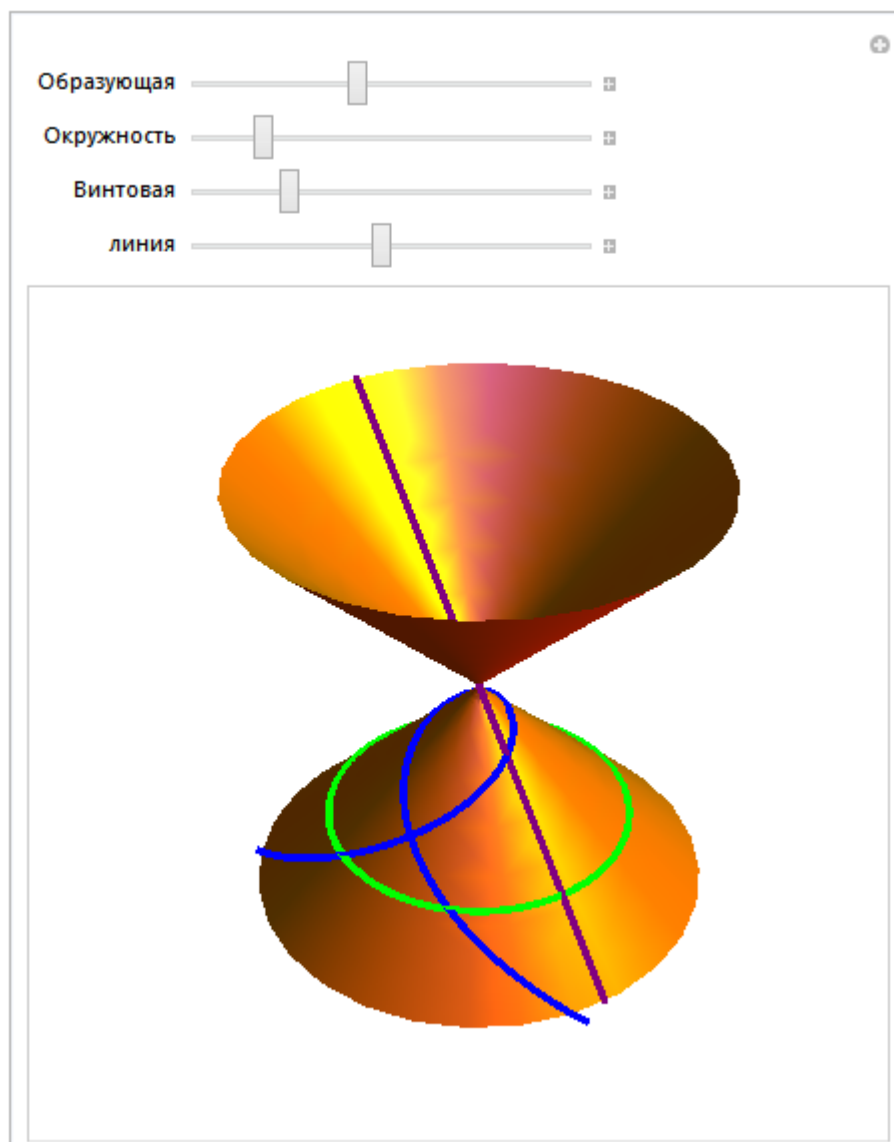 Образующая
Окружность
Винтовая
линия